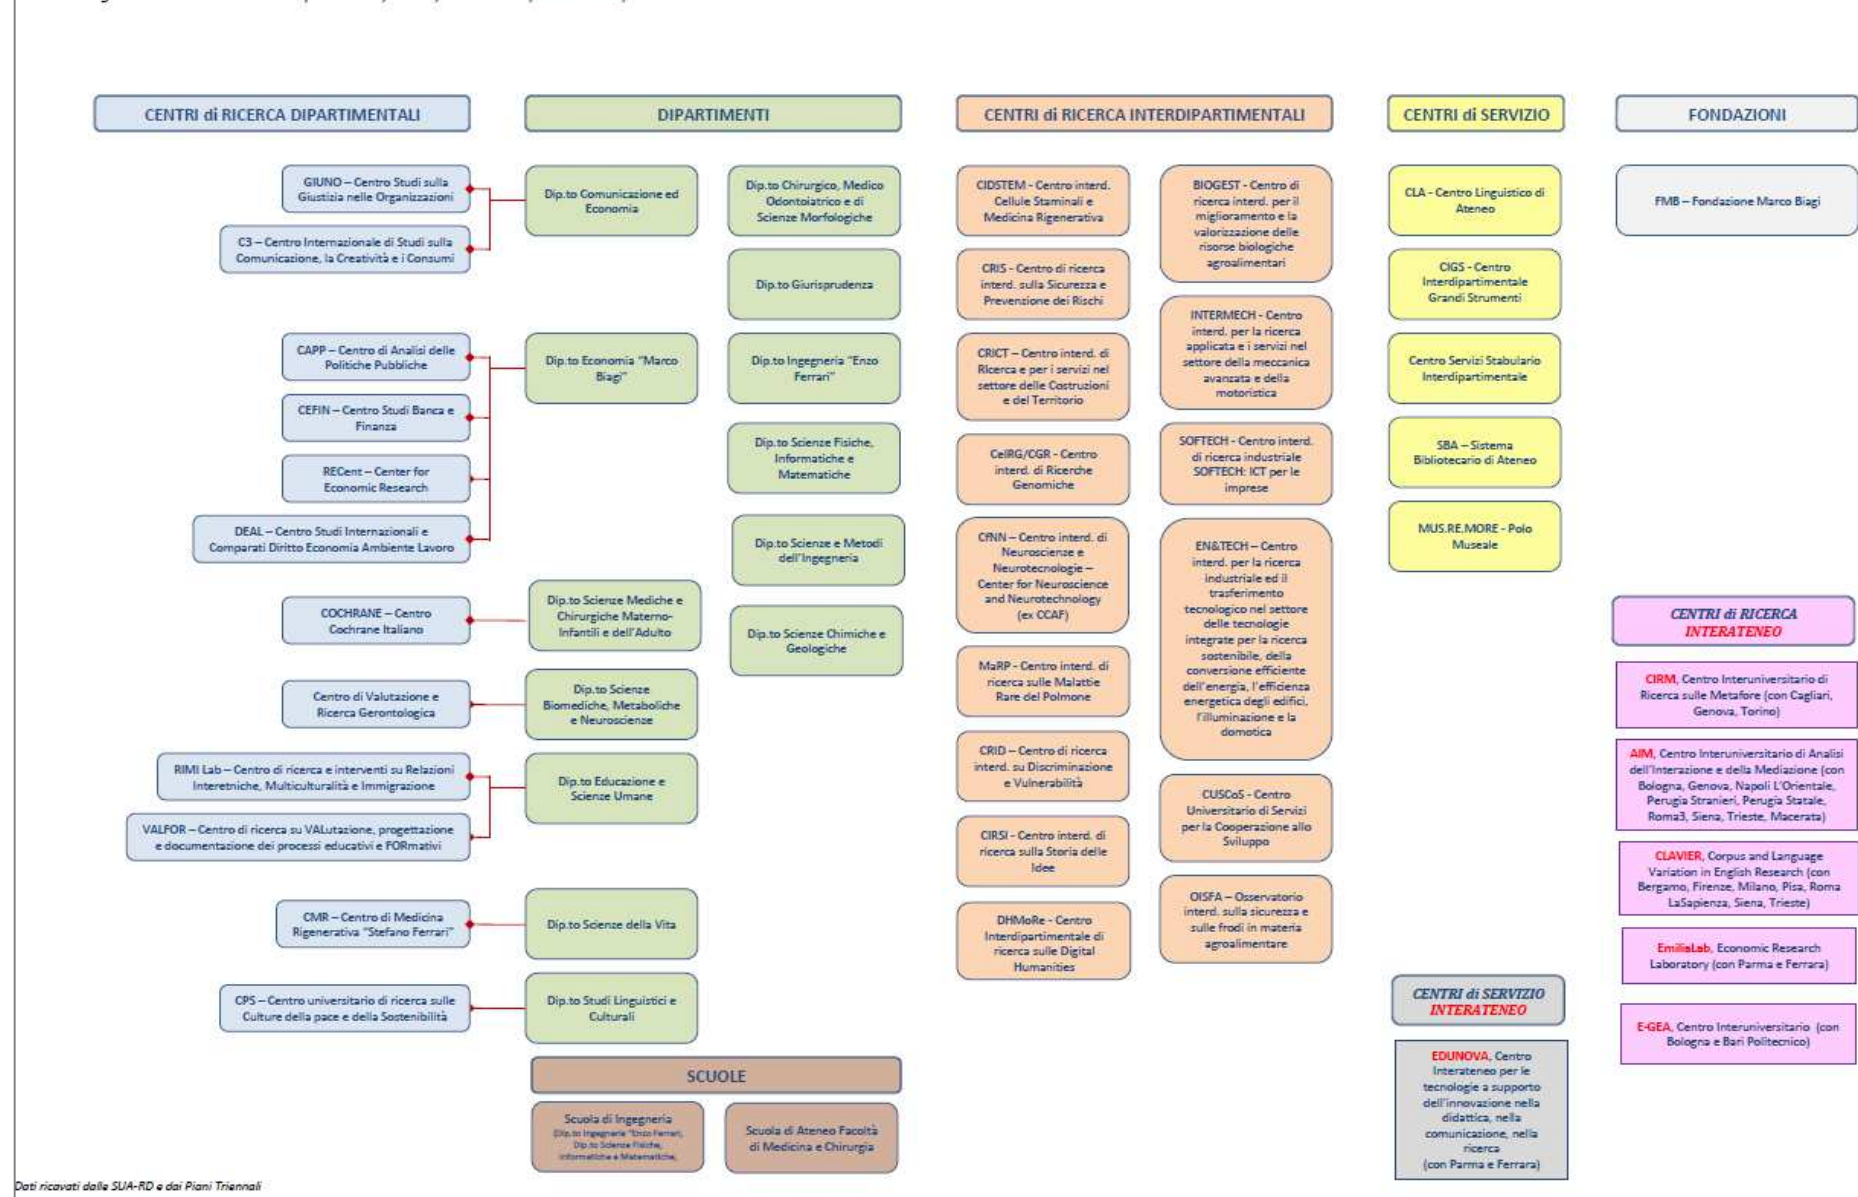 CENTRI di RICERCA DIPARTIMENTALI
GIUNO – Centro Studi sulla
Giustizia nelle Organizzazioni
C3 – Centro Internazionale di Studi sulla
Comunicazione, la Creatività e i Consumi
CAPP – Centro di Analisi delle
Politiche Pubbliche
CEFIN – Centro Studi Banca e
Finanza
RECent – Center for
Economic Research
DEAL – Centro Studi Internazionali e
Comparati Diritto Economia Ambiente Lavoro
COCHRANE – Centro
Cochrane Italiano
Centro di Valutazione e
Ricerca Gerontologica
RIMI Lab – Centro di ricerca e interventi su Relazioni
Interetniche, Multiculturalità e Immigrazione
VALFOR – Centro di ricerca su VALutazione, progettazione
e documentazione dei processi educativi e FORmativi
CMR – Centro di Medicina
Rigenerativa "Stefano Ferrari"
CPS – Centro universitario di ricerca sulle
Culture della pace e della Sostenibilità
DIPARTIMENTI
Dip.to Comunicazione ed
Economia
Dip.to Economia "Marco
Biagi"
Dip.to Scienze Mediche e
Chirurgiche Materno-
Infantili e dell'Adulto
Dip.to Scienze
Biomediche, Metaboliche
e Neuroscienze
Dip.to Educazione e
Scienze Umane
Dip.to Scienze della Vita
Dip.to Studi Linguistici e
Culturali
Dip.to Chirurgico, Medico
Odontoiatrico e di
Scienze Morfologiche
Dip.to Giurisprudenza
Dip.to Ingegneria "Enzo
Ferrari"
Dip.to Scienze Fisiche,
Informatiche e
Matematiche
Dip.to Scienze e Metodi
dell'Ingegneria
Dip.to Scienze Chimiche e
Geologiche
SCUOLE
Scuola di Ingegneria
(Dip.to Ingegneria "Enzo Ferrari,
Dip.to Scienze Fisiche,
Informatiche e Matematiche,
Scuola di Ateneo Facoltà
di Medicina e Chirurgia
CENTRI di RICERCA INTERDIPARTIMENTALI
CIDSTEM - Centro interd.
Cellule Staminali e
Medicina Rigenerativa
CRIS - Centro di ricerca
interd. sulla Sicurezza e
Prevenzione dei Rischi
CRICT – Centro interd. di
Ricerca e per i servizi nel
settore delle Costruzioni
e del Territorio
CeIRG/CGR - Centro
interd. di Ricerche
Genomiche
CfNN – Centro interd. di
Neuroscienze e
Neurotecnologie –
Center for Neuroscience
and Neurotechnology
(ex CCAF)
MaRP - Centro interd. di
ricerca sulle Malattie
Rare del Polmone
CRID – Centro di ricerca
interd. su Discriminazione
e Vulnerabilità
CIRSI - Centro interd. di
ricerca sulla Storia delle
Idee
DHMoRe - Centro
Interdipartimentale di
ricerca sulle Digital
Humanities
BIOGEST - Centro di
ricerca interd. per il
miglioramento e la
valorizzazione delle
risorse biologiche
agroalimentari
INTERMECH - Centro
interd. per la ricerca
applicata e i servizi nel
settore della meccanica
avanzata e della
motoristica
SOFTECH - Centro interd.
di ricerca industriale
SOFTECH: ICT per le
imprese
EN&TECH – Centro
interd. per la ricerca
industriale ed il
trasferimento
tecnologico nel settore
delle tecnologie
integrate per la ricerca
sostenibile, della
conversione efficiente
dell'energia, l'efficienza
energetica degli edifici,
l'illuminazione e la
domotica
CUSCoS - Centro
Universitario di Servizi
per la Cooperazione allo
Sviluppo
OISFA – Osservatorio
interd. sulla sicurezza e
sulle frodi in materia
agroalimentare
CENTRI di SERVIZIO
CLA - Centro Linguistico di
Ateneo
CIGS - Centro
Interdipartimentale
Grandi Strumenti
Centro Servizi Stabulario
Interdipartimentale
SBA – Sistema
Bibliotecario di Ateneo
MUS.RE.MORE - Polo
Museale
CENTRI di SERVIZIO
INTERATENEO
EDUNOVA, Centro
Interateneo per le
tecnologie a supporto
dell'innovazione nella
didattica, nella
comunicazione, nella
ricerca
(con Parma e Ferrara)
FONDAZIONI
FMB – Fondazione Marco Biagi
CENTRI di RICERCA
INTERATENEO
CIRM, Centro Interuniversitario di
Ricerca sulle Metafore (con Cagliari,
Genova, Torino)
AIM, Centro Interuniversitario di Analisi
dell'Interazione e della Mediazione (con
Bologna, Genova, Napoli L'Orientale,
Perugia Stranieri, Perugia Statale,
Roma3, Siena, Trieste, Macerata)
CLAVIER, Corpus and Language
Variation in English Research (con
Bergamo, Firenze, Milano, Pisa, Roma
LaSapienza, Siena, Trieste)
EmiliaLab, Economic Research
Laboratory (con Parma e Ferrara)
E-GEA, Centro Interuniversitario (con
Bologna e Bari Politecnico)
Dati ricavati dalle SUA-RD e dai Piani Triennali